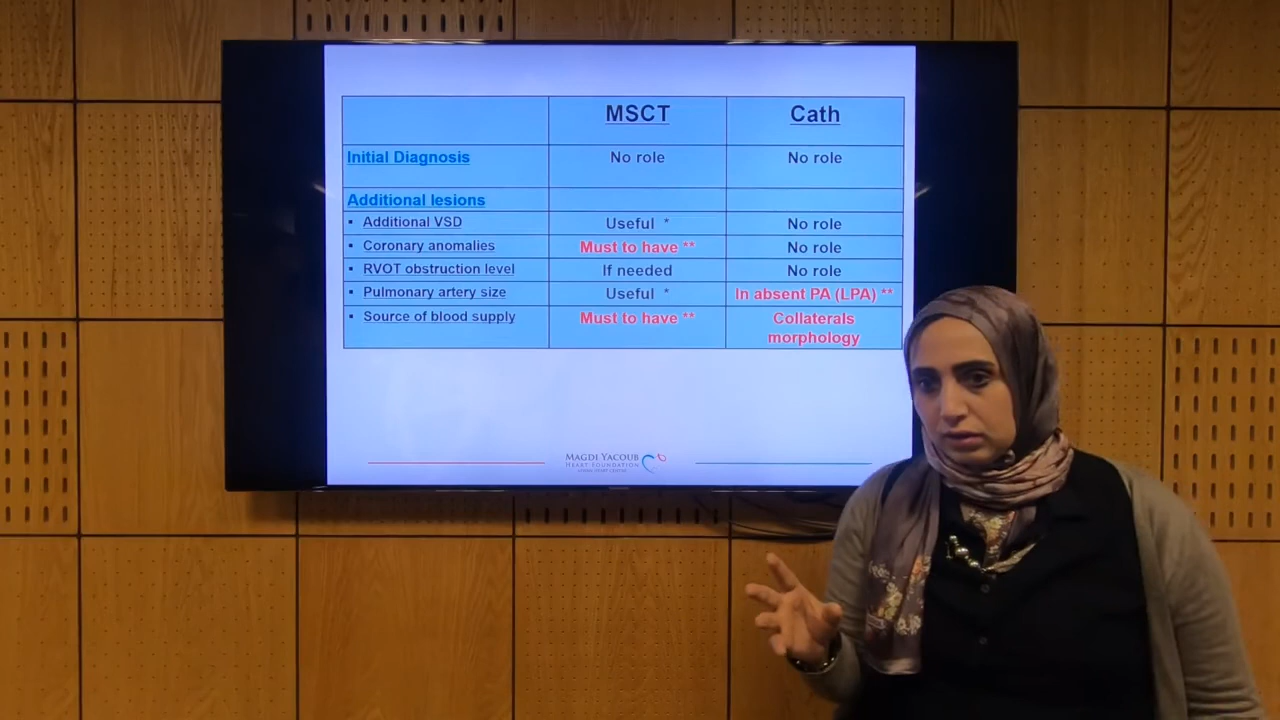 MSCT Cath
Initial Diagnosis No role No role
Additional lesions
▪ Additional VSD Useful * No role
▪ Coronary anomalies Must to have ** No role
▪ RVOT obstruction level If needed No role
▪ Pulmonary artery size Useful * In absent PA (LPA) **
▪ Source of blood supply Must to have ** Collaterals
morphology
MAGDI YACOUB
HEART FOUNDATION